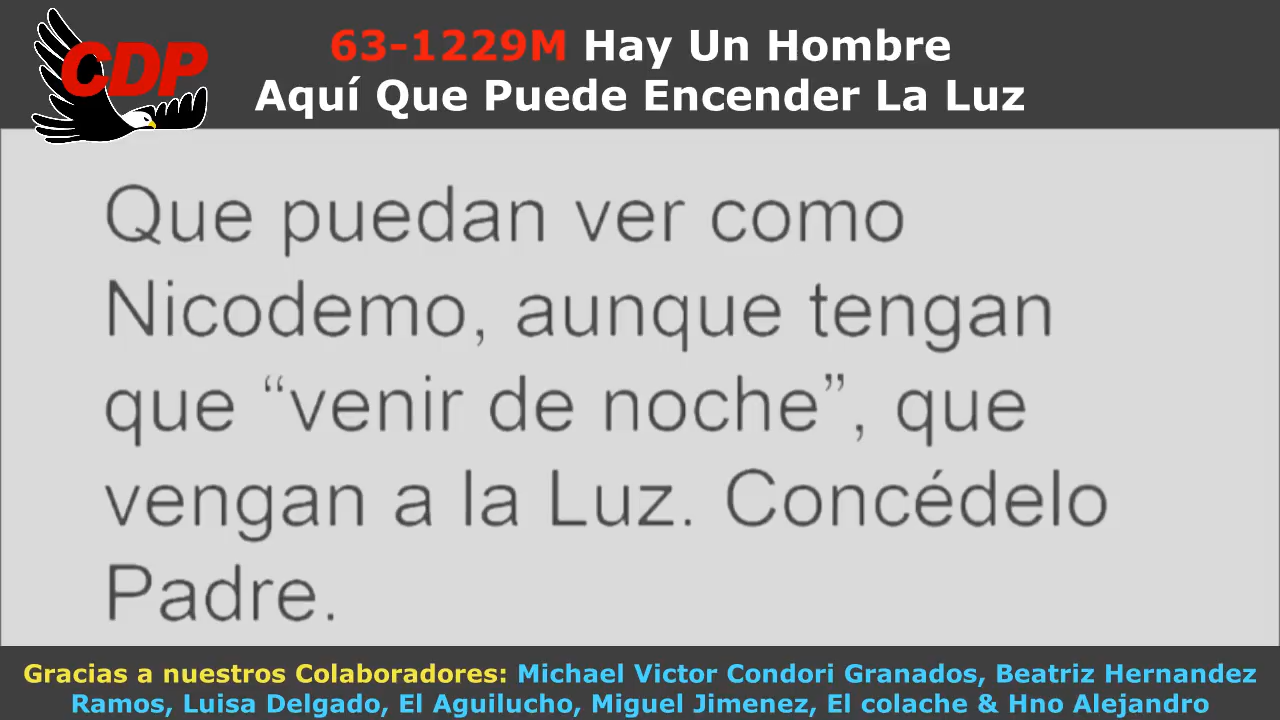 CDP
63-1229M Hay Un Hombre
Aquí Que Puede Encender La Luz
Que puedan ver como
Nicodemo, aunque tengan
que “venir de noche”, que
vengan a la Luz. Concédelo
Padre.
Gracias a nuestros Colaboradores: Michael Victor Condori Granados, Beatriz Hernandez
Ramos, Luisa Delgado, El Aguilucho, Miguel Jimenez, El colache & Hno Alejandro